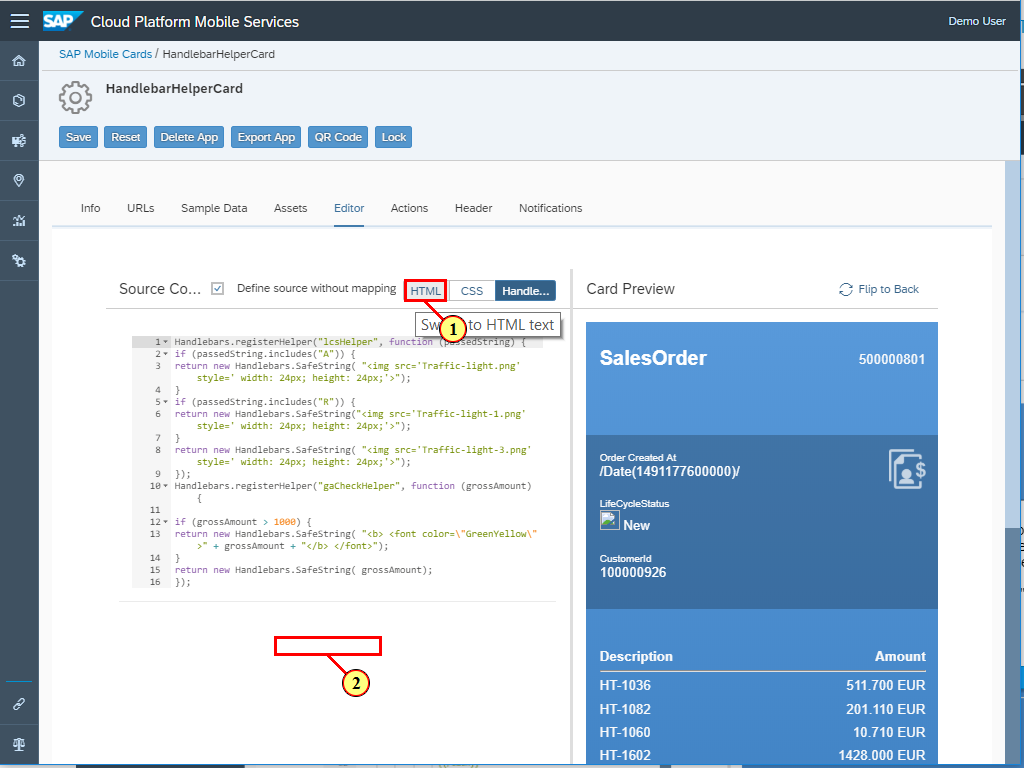 SAP Cloud Platform Mobile Services
Demo User
SAP Mobile Cards / HandlebarHelperCard
HandlebarHelperCard
Save Reset Delete App Export App QR Code Lock
Info URLs Sample Data Assets Editor Actions Header Notifications
Source Co... Define source without mapping HTML CSS Handle...
1 to HTML text
1 Handlebars.registerHelper("lcsHelper", function (passedString) {
2 if (passedString.includes("A")) {
3 return new Handlebars.SafeString( "<img src='Traffic-light.png'
style=' width: 24px; height: 24px;'>");
4 }
5 if (passedString.includes("R")) {
6 return new Handlebars.SafeString("<img src='Traffic-light-1.png'
style=' width: 24px; height: 24px;'>");
7 }
8 return new Handlebars.SafeString( "<img src='Traffic-light-3.png'
style=' width: 24px; height: 24px;'>");
9 });
10 Handlebars.registerHelper("gaCheckHelper", function (grossAmount)
{
11
12 if (grossAmount > 1000) {
13 return new Handlebars.SafeString( "<b> <font color=\"GreenYellow\"
>" + grossAmount + "</b> </font>");
14 }
15 return new Handlebars.SafeString( grossAmount);
16 });
2
Card Preview
Flip to Back
SalesOrder 500000801
Order Created At
/Date(1491177600000)/
LifeCycleStatus
New
CustomerId
100000926
Description Amount
HT-1036 511.700 EUR
HT-1082 201.110 EUR
HT-1060 10.710 EUR
HT-1602 1428.000 EUR